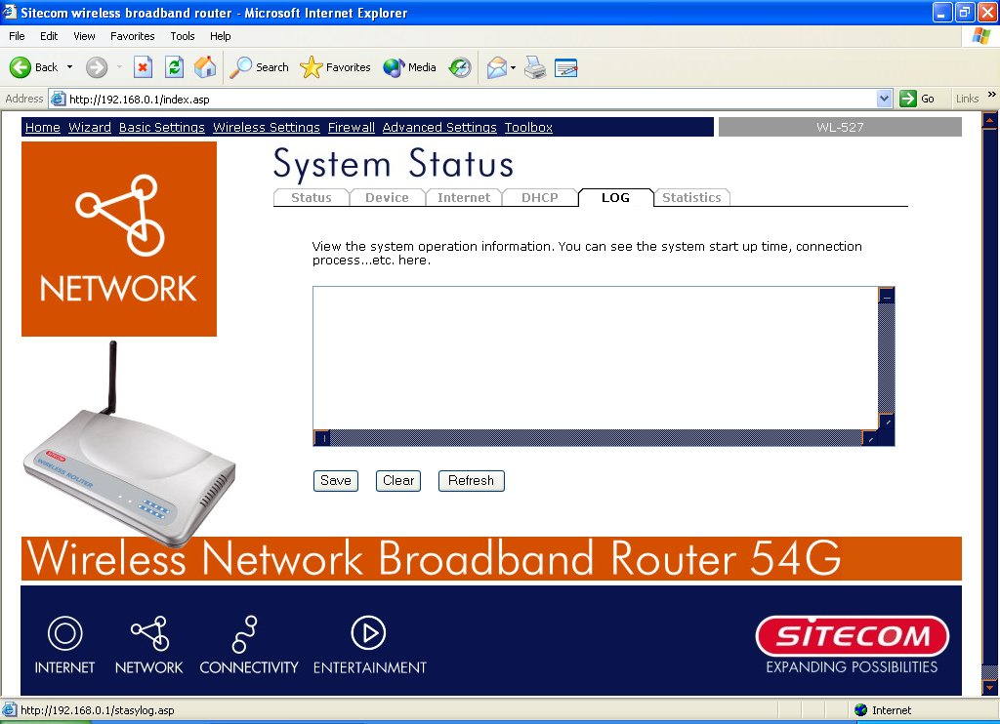 Sitecom wireless broadband router - Microsoft Internet Explorer
File Edit View Favorites Tools Help
Back Search Favorites Media
Address http://192.168.0.1/index.asp Go Links »
Home Wizard Basic Settings Wireless Settings Firewall Advanced Settings Toolbox WL-527
System Status
Status Device Internet DHCP LOG Statistics
View the system operation information. You can see the system start up time, connection
process...etc. here.
NETWORK
SITECOM
WIRELESS ROUTER
Save Clear Refresh
Wireless Network Broadband Router 54G
INTERNET NETWORK CONNECTIVITY ENTERTAINMENT
SITECOM
EXPANDING POSSIBILITIES
http://192.168.0.1/stasylog.asp Internet